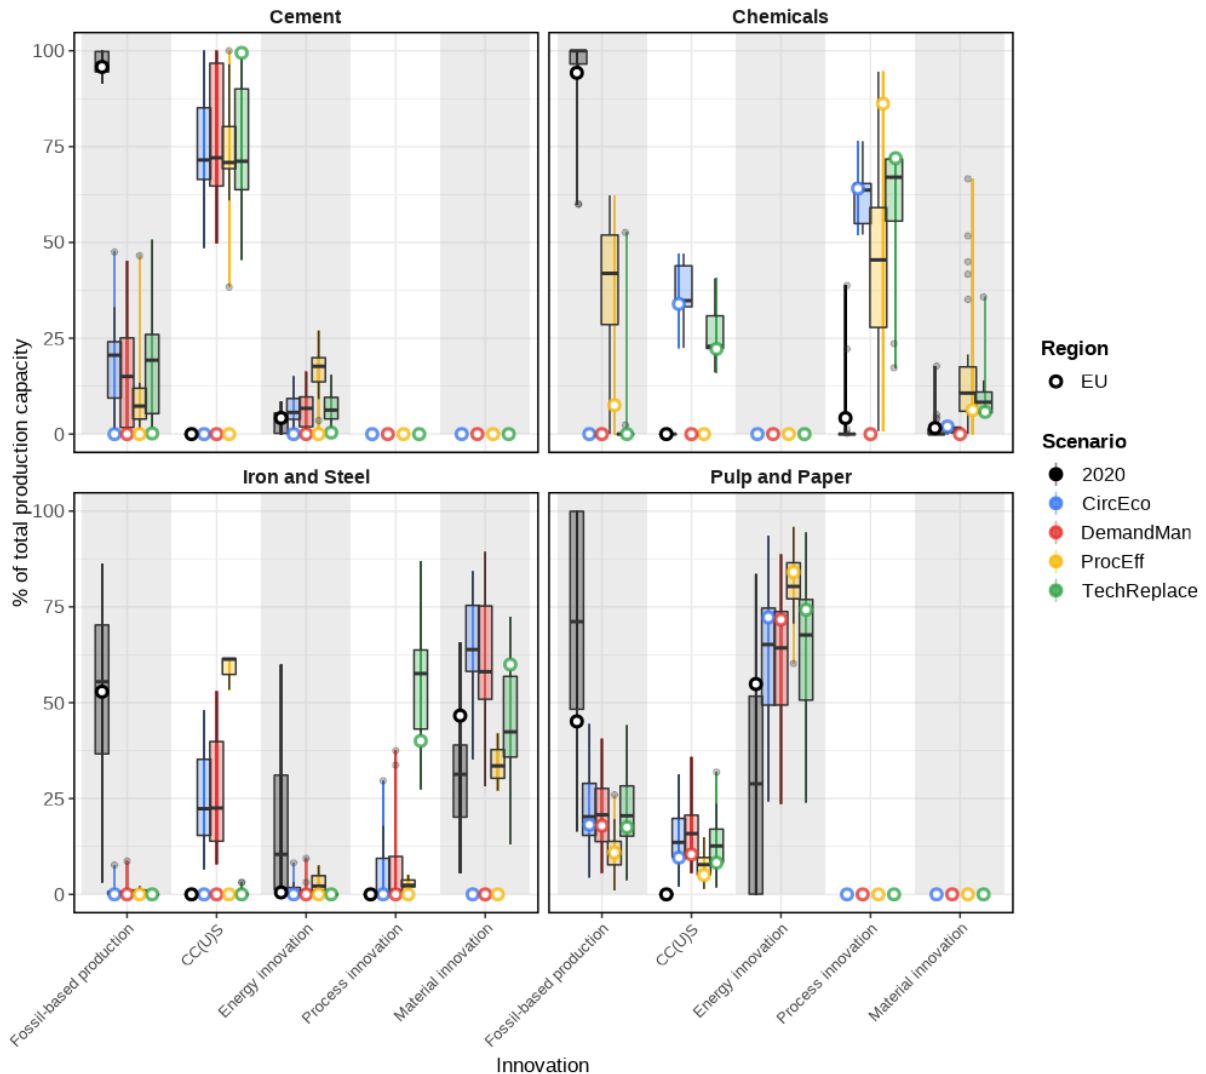 Cement
Chemicals
100
75
50
25
0
Iron and Steel
Pulp and Paper
100
75
50
25
0
% of total production capacity
Fossil-based production
CC(U)S
Energy innovation
Process innovation
Material innovation
Fossil-based production
CC(U)S
Energy innovation
Process innovation
Material innovation
Innovation
Region
EU
Scenario
2020
CircEco
DemandMan
ProcEff
TechReplace